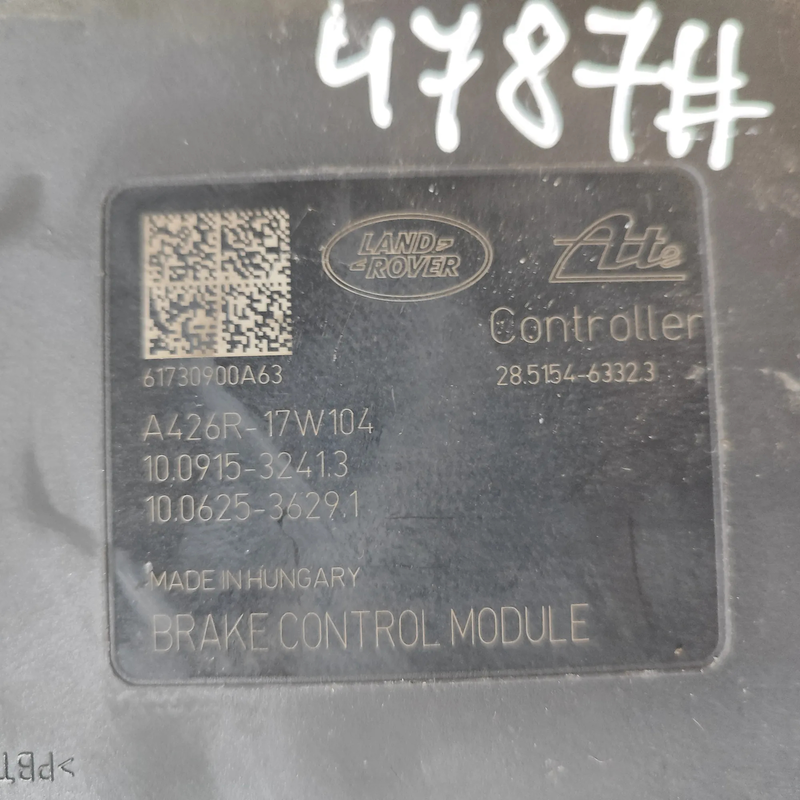 4787#
LAND-
-ROVER
Ate
Controller
61730900A63
28.5154-6332.3
A426R-17W104
10.0915-3241.3
10.0625-3629.1
MADE IN HUNGARY
BRAKE CONTROL MODULE
>PBT